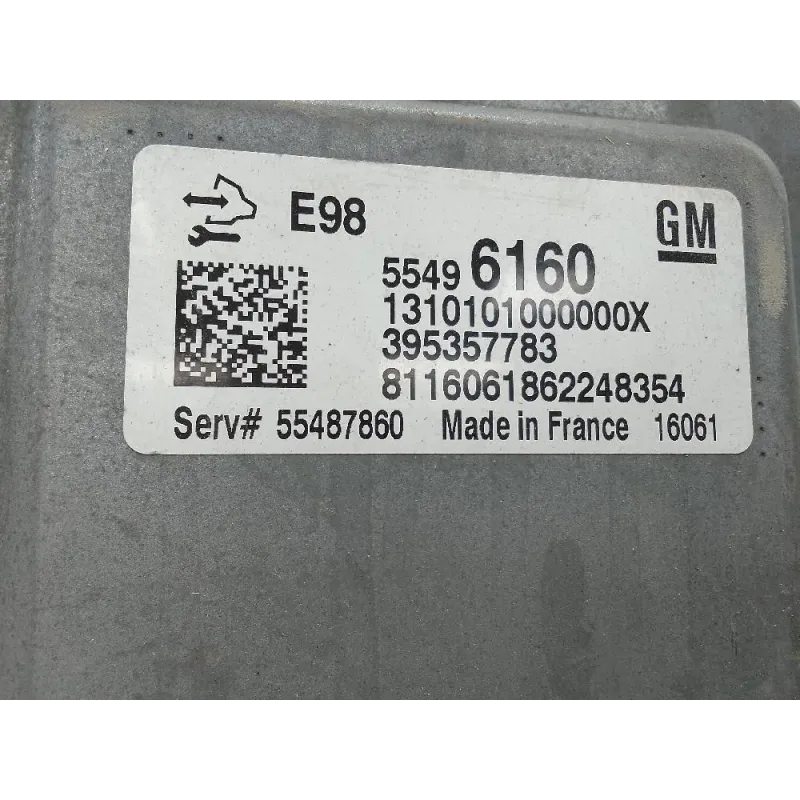 E98
GM
5549 6160
1310101000000X
395357783
8116061862248354
Serv# 55487860 Made in France 16061